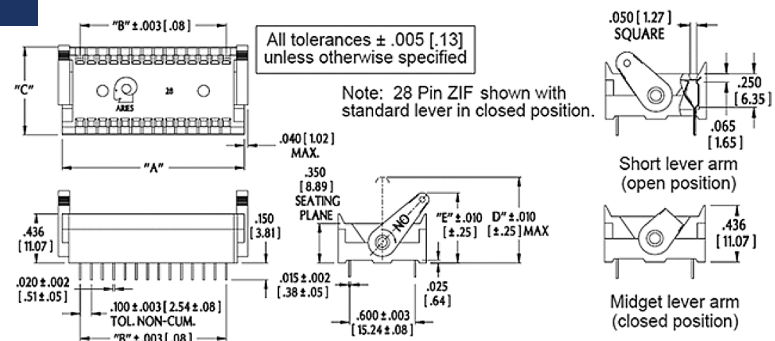 "B" ±.003 [.08]
All tolerances ± .005 [.13]
unless otherwise specified
.050 [1.27]
SQUARE
"C"
ARIES
28
Note: 28 Pin ZIF shown with
standard lever in closed position.
.250
[6.35]
.065
[1.65]
.040 [1.02]
MAX.
"A"
Short lever arm
(open position)
.350
[8.89]
SEATING
PLANE
NO
"E" ±.010
[±.25]
D" ±.010
[±.25] MAX
.436
[11.07]
.150
[3.81]
.436
[11.07]
.020 ±.002
[.51±.05]
.015 ±.002
[.38±.05]
.025
[.64]
.100 ±.003 [2.54±.08]
TOL. NON-CUM.
.600 ±.003
[15.24±.08]
Midget lever arm
(closed position)
"B" ±.003 [.08]